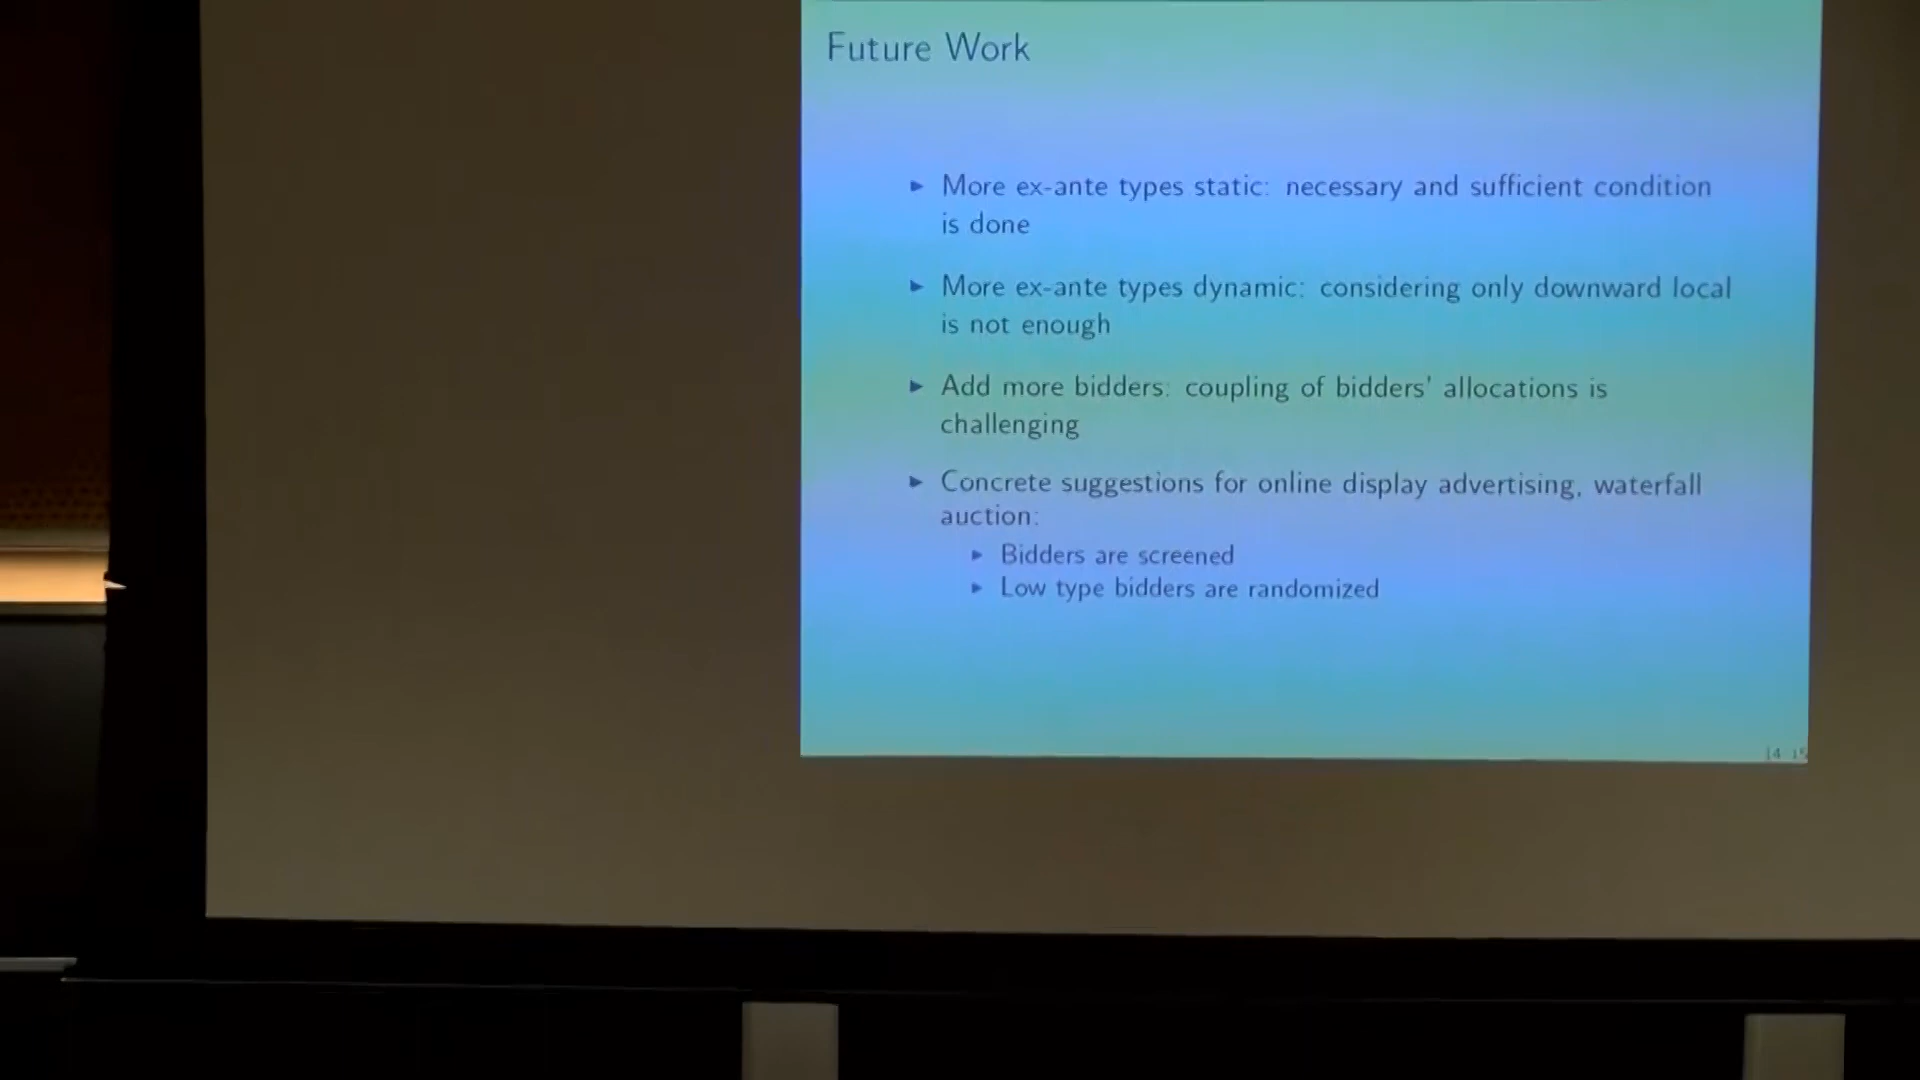 Future Work
► More ex-ante types static: necessary and sufficient condition
is done
► More ex-ante types dynamic: considering only downward local
is not enough
► Add more bidders: coupling of bidders' allocations is
challenging
► Concrete suggestions for online display advertising, waterfall
auction:
► Bidders are screened
► Low type bidders are randomized
14 15